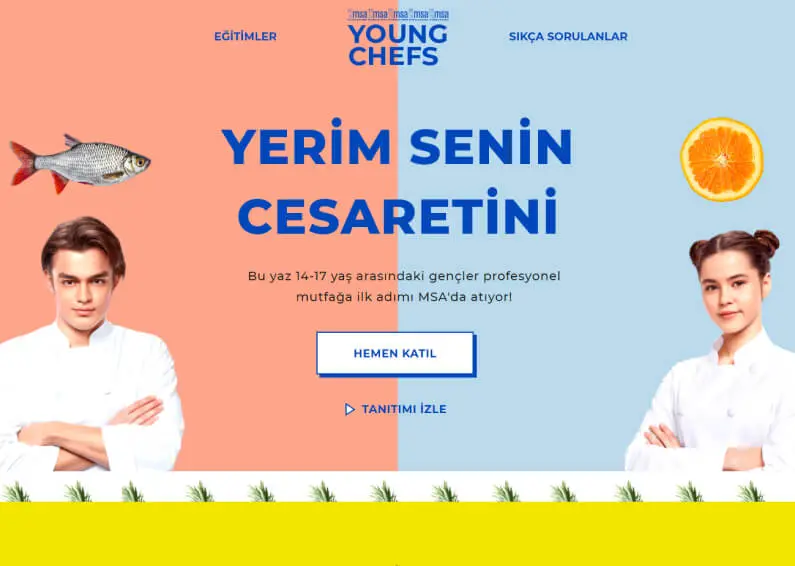 EĞİTİMLER
msa msa msa msa msa
YOUNG
CHEFS
SIKÇA SORULANLAR
YERİM SENİN
CESARETİNİ
Bu yaz 14-17 yaş arasındaki gençler profesyonel
mutfağa ilk adımı MSA'da atıyor!
HEMEN KATIL
TANITIMI İZLE